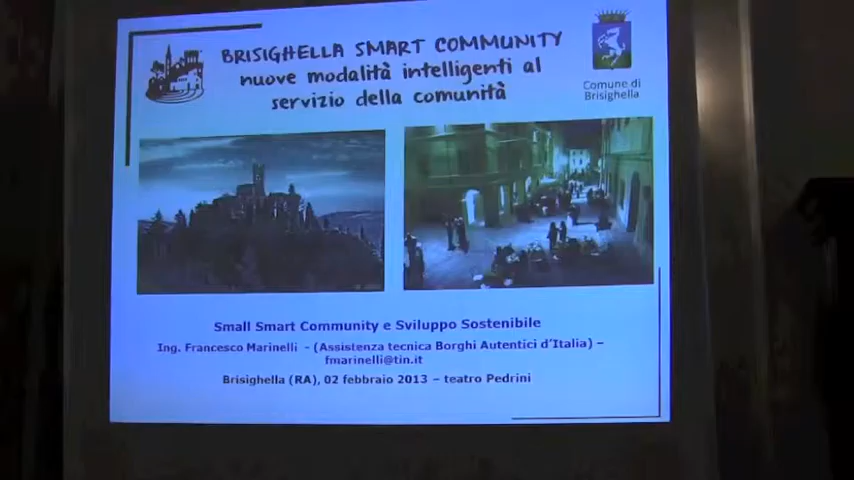 BRISIGHELLA SMART COMMUNITY
nuove modalità intelligenti al
servizio della comunità
Comune di
Brisighella
Small Smart Community e Sviluppo Sostenibile
Ing. Francesco Marinelli - (Assistenza tecnica Borghi Autentici d'Italia) –
fmarinelli@tin.it
Brisighella (RA), 02 febbraio 2013 – teatro Pedrini